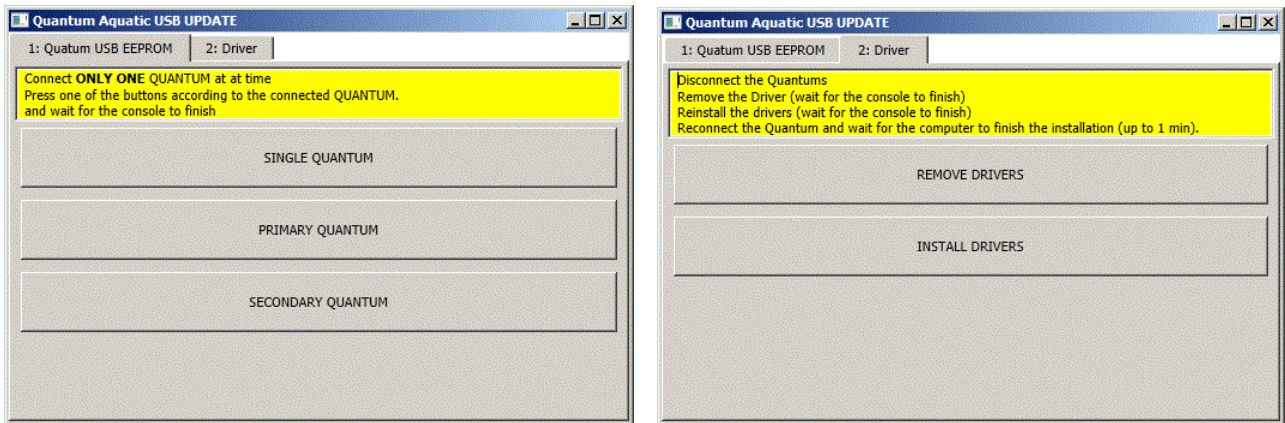 Quantum Aquatic USB UPDATE
1: Quatum USB EEPROM
2: Driver
Connect ONLY ONE QUANTUM at at time
Press one of the buttons according to the connected QUANTUM.
and wait for the console to finish
SINGLE QUANTUM
PRIMARY QUANTUM
SECONDARY QUANTUM
Quantum Aquatic USB UPDATE
1: Quatum USB EEPROM
2: Driver
Disconnect the Quantums
Remove the Driver (wait for the console to finish)
Reinstall the drivers (wait for the console to finish)
Reconnect the Quantum and wait for the computer to finish the installation (up to 1 min).
REMOVE DRIVERS
INSTALL DRIVERS